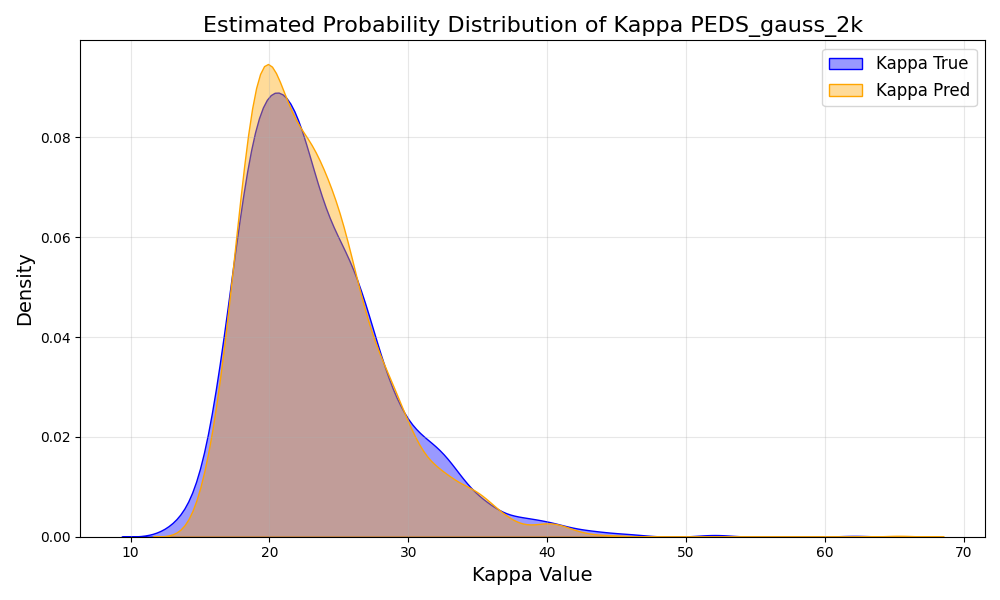 Estimated Probability Distribution of Kappa PEDS_gauss_2k
Kappa True
Kappa Pred
Density
0.08
0.06
0.04
0.02
0.00
10 20 30 40 50 60 70
Kappa Value